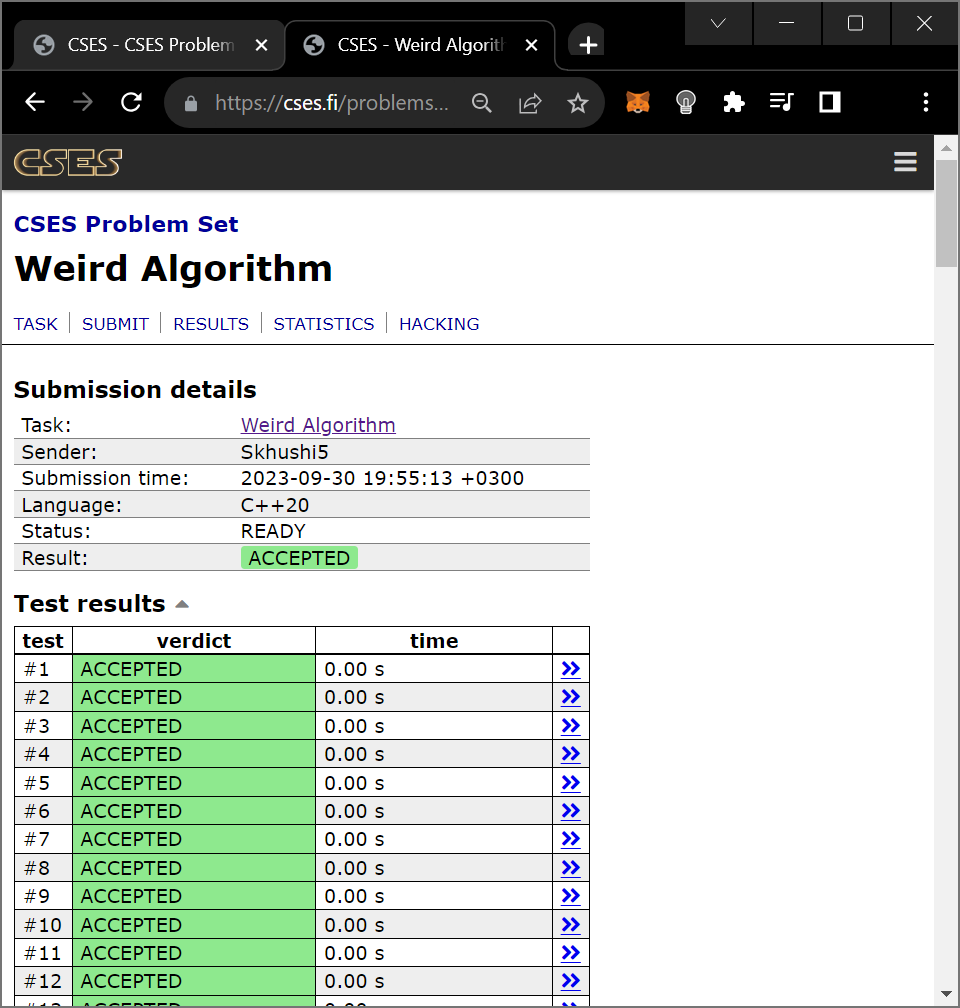 CSES - CSES Problem
CSES - Weird Algorith
https://cses.fi/problems...
CSES
CSES Problem Set
Weird Algorithm
TASK | SUBMIT | RESULTS | STATISTICS | HACKING
Submission details
Task: Weird Algorithm
Sender: Skhushi5
Submission time: 2023-09-30 19:55:13 +0300
Language: C++20
Status: READY
Result: ACCEPTED
Test results
test verdict time
#1 ACCEPTED 0.00 s »
#2 ACCEPTED 0.00 s »
#3 ACCEPTED 0.00 s »
#4 ACCEPTED 0.00 s »
#5 ACCEPTED 0.00 s »
#6 ACCEPTED 0.00 s »
#7 ACCEPTED 0.00 s »
#8 ACCEPTED 0.00 s »
#9 ACCEPTED 0.00 s »
#10 ACCEPTED 0.00 s »
#11 ACCEPTED 0.00 s »
#12 ACCEPTED 0.00 s »